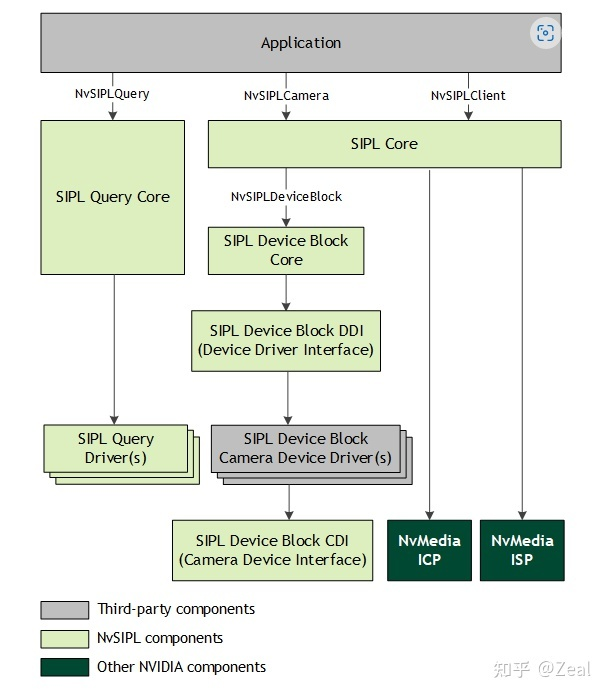 Application
NvSIPLQuery
NvSIPLCamera
NvSIPLClient
SIPL Query Core
SIPL Core
NvSIPLDeviceBlock
SIPL Device Block
Core
SIPL Device Block DDI
(Device Driver Interface)
SIPL Query
Driver(s)
SIPL Device Block
Camera Device Driver(s)
SIPL Device Block CDI
(Camera Device Interface)
NvMedia
ICP
NvMedia
ISP
Third-party components
NvSIPL components
Other NVIDIA components
知乎 @Zeal